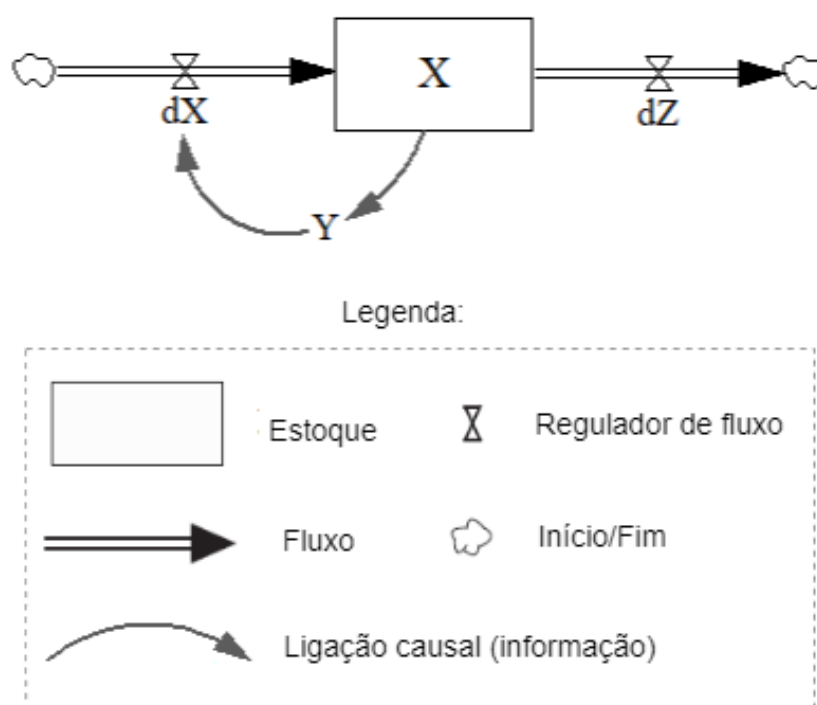 X
dX
dZ
Y
Legenda:
Estoque
Regulador de fluxo
Fluxo
Início/Fim
Ligação causal (informação)